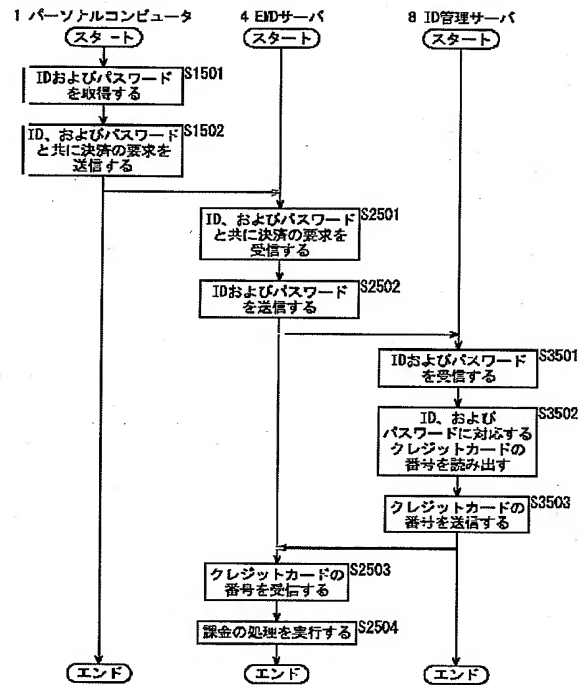 1 パーソナルコンピュータ
スタート
IDおよびパスワード
を取得する
S1501
ID、およびパスワード
と共に決済の要求を
送信する
S1502
エンド
4 EMDサーバ
スタート
ID、およびパスワード
と共に決済の要求を
受信する
S2501
IDおよびパスワード
を送信する
S2502
クレジットカードの
番号を受信する
S2503
課金の処理を実行する
S2504
エンド
8 ID管理サーバ
スタート
IDおよびパスワード
を受信する
S3501
ID、および
パスワードに対応する
クレジットカードの
番号を読み出す
S3502
クレジットカードの
番号を送信する
S3503
エンド